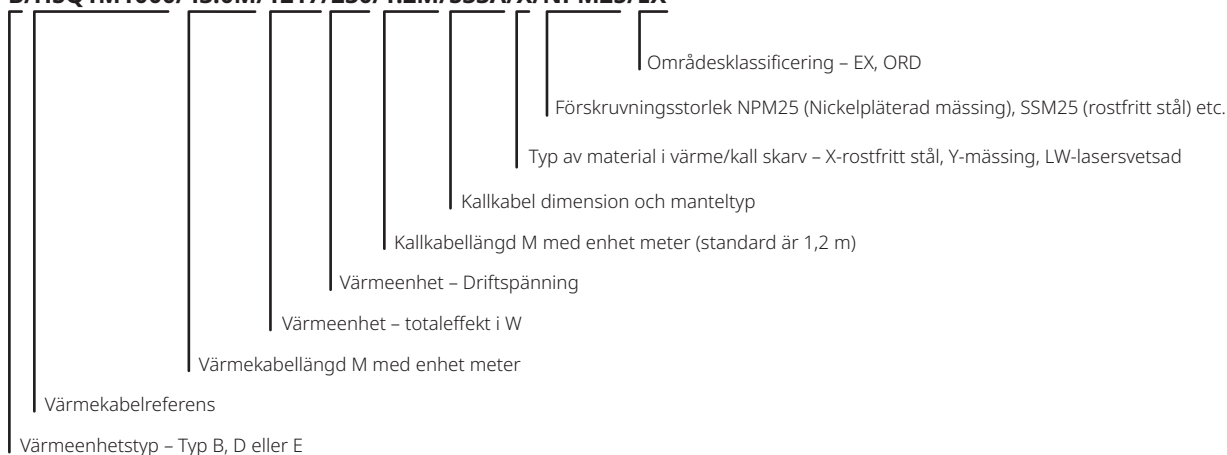 Områdesklassificering – EX, ORD
Förskruvningsstorlek NPM25 (Nickelpläterad mässing), SSM25 (rostfritt stål) etc.
Typ av material i värme/kall skarv – X-rostfritt stål, Y-mässing, LW-lasersvetsad
Kallkabel dimension och manteltyp
Kallkabellängd M med enhet meter (standard är 1,2 m)
Värmeenhet – Driftspänning
Värmeenhet – totaleffekt i W
Värmekabellängd M med enhet meter
Värmekabelreferens
Värmeenhetstyp – Typ B, D eller E